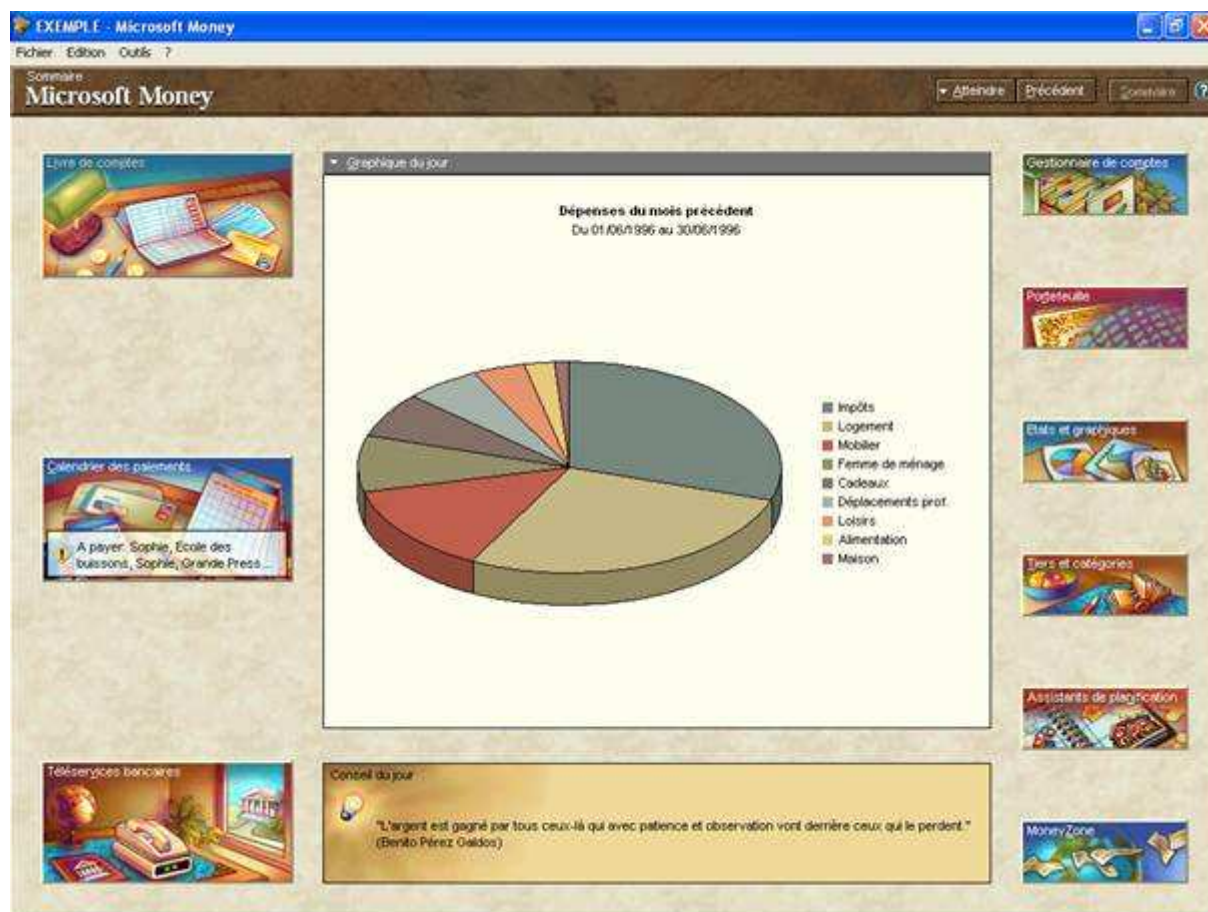 EXEMPLE - Microsoft Money
Fichier Edition Outils ?
Sommaire
Microsoft Money
Atteindre Précédent Sommaire ?
Livre de comptes
Graphique du jour
Gestionnaire de comptes
Dépenses du mois précédent
Du 01/06/1996 au 30/06/1996
Portefeuille
Impôts
Logement
Mobilier
Femme de ménage
Cadeaux
Déplacements prof.
Loisirs
Alimentation
Maison
Etats et graphiques
Calendrier des paiements
A payer: Sophie, Ecole des
buissons, Sophie, Grande Press...
Tiers et catégories
Assistants de planification
Téléservices bancaires
Conseil du jour
"L'argent est gagné par tous ceux-là qui avec patience et observation vont derrière ceux qui le perdent."
(Benito Pérez Galdos)
MoneyZone